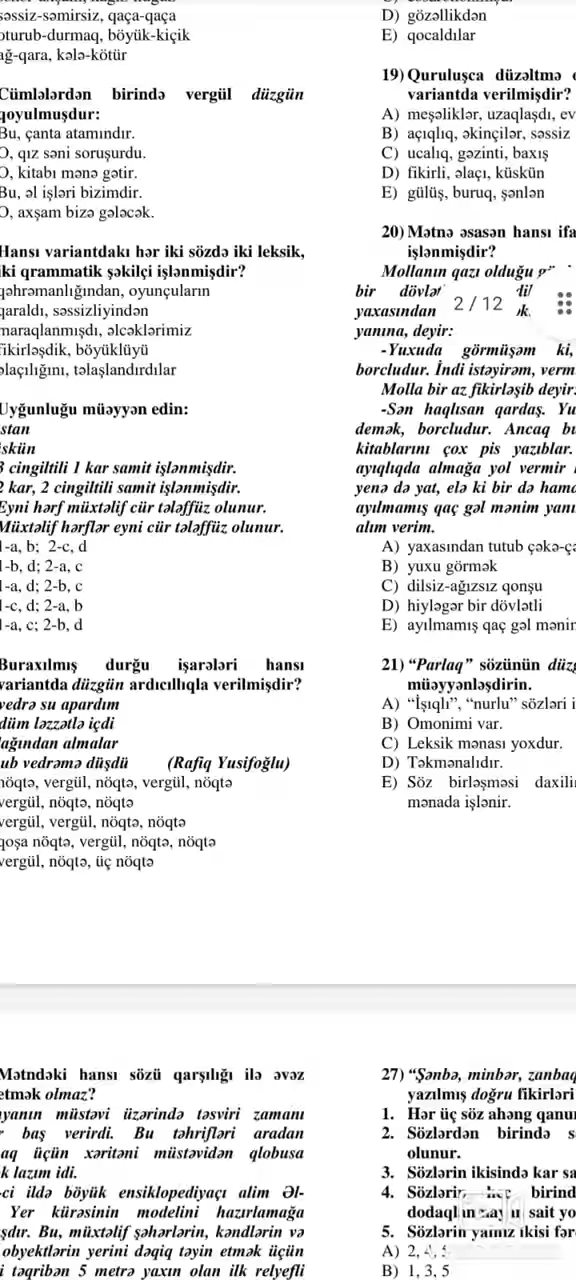 səssiz-səmirsiz, qaça-qaça
oturub-durmaq, böyük-kiçik
ağ-qara, kələ-kötür
Cümlələrdən birində vergül düzgün
qoyulmuşdur:
Bu, çanta atamındır.
O, qız səni soruşurdu.
O, kitabı mənə gətir.
Bu, əl işləri bizimdir.
O, axşam bizə gələcək.
Hansı variantdakı hər iki sözdə iki leksik,
iki qrammatik şəkilçi işlənmişdir?
qəhrəmanlığından, oyunçuların
qaraldı, səssizliyindən
maraqlanmışdı, əlcəklərimiz
fikirləşdik, böyüklüyü
əlaçılığını, təlaşlandırdılar
Uyğunluğu müəyyən edin:
3 cingiltili 1 kar samit işlənmişdir.
2 kar, 2 cingiltili samit işlənmişdir.
Eyni hərf müxtəlif cür tələffüz olunur.
Müxtəlif hərflər eyni cür tələffüz olunur.
1-a, b; 2-c, d
1-b, d; 2-a, c
1-a, d; 2-b, c
1-c, d; 2-a, b
1-a, c; 2-b, d
Buraxılmış durğu işarələri hansı
variantda düzgün ardıcıllıqla verilmişdir?
vedrə su apardım
düm ləzzətlə içdi
almalar
vedrəmə düşdü (Rafiq Yusifoğlu)
nöqtə, vergül, nöqtə, vergül, nöqtə
vergül, nöqtə, nöqtə
vergül, vergül, nöqtə, nöqtə
qoşa nöqtə, vergül, nöqtə, nöqtə
vergül, nöqtə, üç nöqtə
D) gözəllikdən
E) qocaldılar
19) Quruluşca düzəltmə
variantda verilmişdir?
A) meşəliklər, uzaqlaşdı, ev
B) açıqlıq, əkinçilər, səssiz
C) ucalıq, gəzinti, baxış
D) fikirli, əlaçı, küskün
E) gülüş, buruq, şənlən
20) Mətnə əsasən hansı ifa
işlənmişdir?
Mollanın qazı olduğu
bir dövlət
2 / 12
yaxasından
yanına, deyir:
-Yuxuda görmüşəm ki,
borcludur. İndi istəyirəm, verm
Molla bir az fikirləşib deyir:
-Sən haqlısan qardaş. Yu
demək, borcludur. Ancaq bu
kitablarını çox pis yazıblar.
ayıqlıqda almağa yol vermir
yenə də yat, elə ki bir də həmə
ayılmamış qaç gəl mənim yanı
alım verim.
A) yaxasından tutub çəkə-çə
B) yuxu görmək
C) dilsiz-ağızsız qonşu
D) hiyləgər bir dövlətli
E) ayılmamış qaç gəl mənim
21) “Parlaq” sözünün düzg
müəyyənləşdirin.
A) “İşıqlı”, “nurlu” sözləri i
B) Omonimi var.
C) Leksik mənası yoxdur.
D) Təkmənalıdır.
E) Söz birləşməsi daxili
mənada işlənir.
Mətndəki hansı sözü qarşılığı ilə əvəz
etmək olmaz?
müstəvi üzərində təsviri zamanı
baş verirdi. Bu təhrifləri aradan
üçün xəritəni müstəvidən qlobusa
lazım idi.
-ci ildə böyük ensiklopediyaçı alim Əl-
Yer kürəsinin modelini hazırlamağa
Bu, müxtəlif şəhərlərin, kəndlərin və
obyektlərin yerini dəqiq təyin etmək üçün
təqribən 5 metrə yaxın olan ilk relyefli
27) “Şənbə, minbər, zanbaq
yazılmış doğru fikirləri
1. Hər üç söz ahəng qanu
2. Sözlərdən birində s
olunur.
3. Sözlərin ikisində kar sa
4. Sözlərin heç birind
sait yo
5. Sözlərin yalnız ikisi fər
A) 2, 4, 5
B) 1, 3, 5